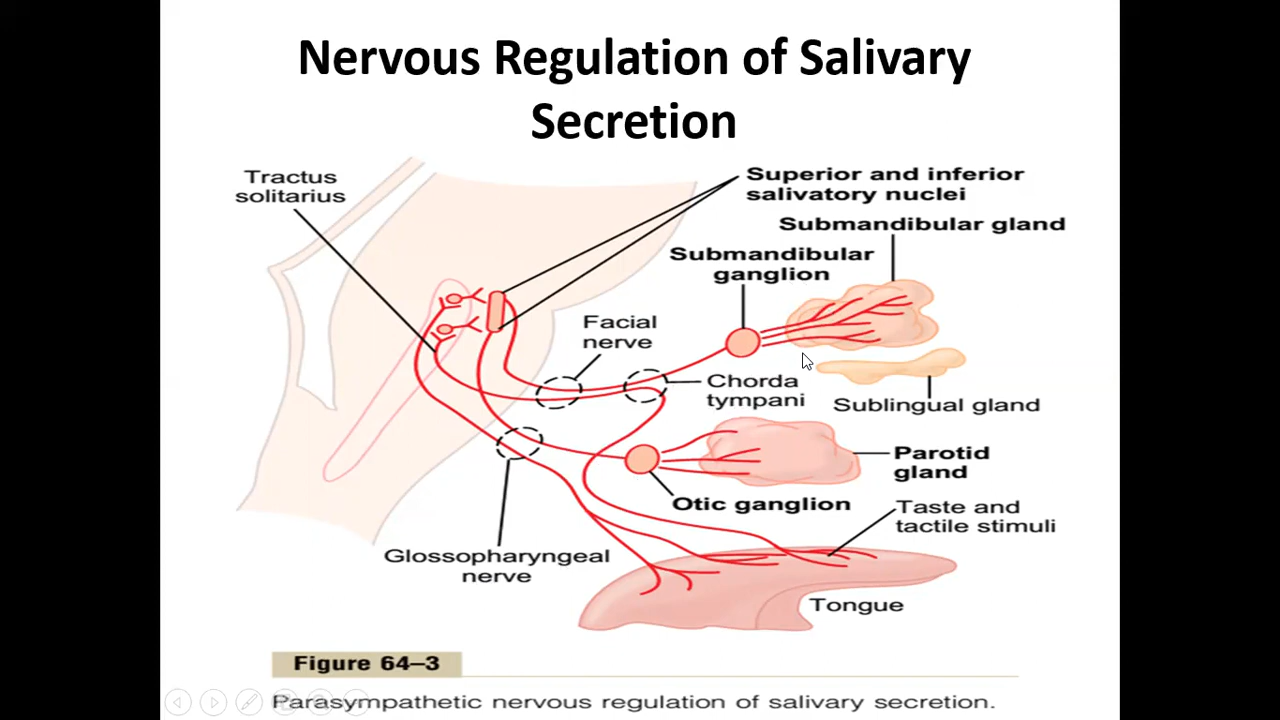 Nervous Regulation of Salivary
Secretion
Tractus
solitarius
Superior and inferior
salivatory nuclei
Submandibular gland
Submandibular
ganglion
Facial
nerve
Chorda
tympani
Sublingual gland
Parotid
gland
Otic ganglion
Taste and
tactile stimuli
Glossopharyngeal
nerve
Tongue
Figure 64–3
Parasympathetic nervous regulation of salivary secretion.